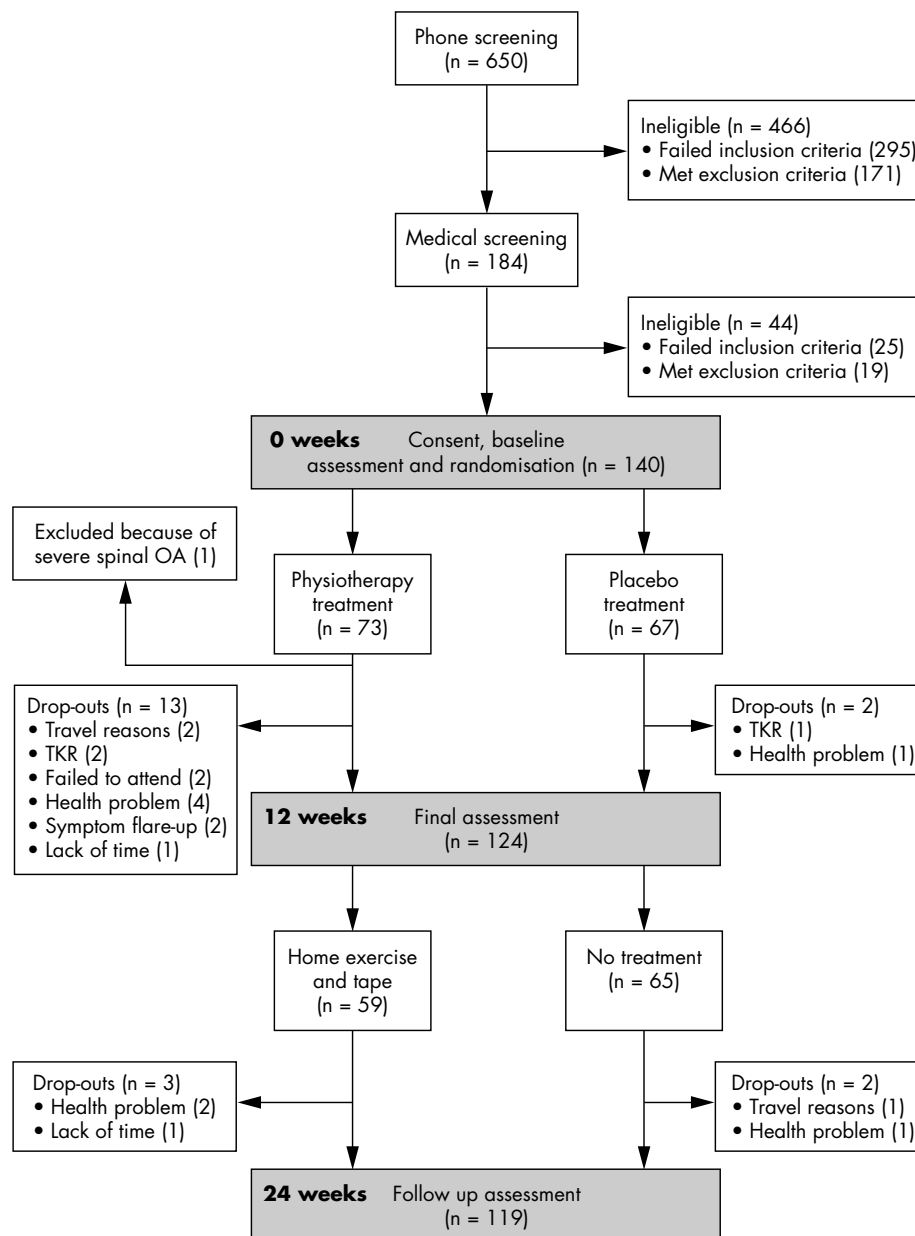 Phone screening
(n = 650)
Ineligible (n = 466)
• Failed inclusion criteria (295)
• Met exclusion criteria (171)
Medical screening
(n = 184)
Ineligible (n = 44)
• Failed inclusion criteria (25)
• Met exclusion criteria (19)
0 weeks Consent, baseline
assessment and randomisation (n = 140)
Excluded because of
severe spinal OA (1)
Physiotherapy
treatment
(n = 73)
Placebo
treatment
(n = 67)
Drop-outs (n = 13)
• Travel reasons (2)
• TKR (2)
• Failed to attend (2)
• Health problem (4)
• Symptom flare-up (2)
• Lack of time (1)
Drop-outs (n = 2)
• TKR (1)
• Health problem (1)
12 weeks Final assessment
(n = 124)
Home exercise
and tape
(n = 59)
No treatment
(n = 65)
Drop-outs (n = 3)
• Health problem (2)
• Lack of time (1)
Drop-outs (n = 2)
• Travel reasons (1)
• Health problem (1)
24 weeks Follow up assessment
(n = 119)